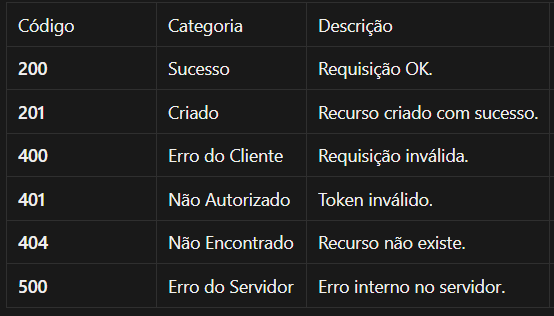 Código Categoria Descrição
200 Sucesso Requisição OK.
201 Criado Recurso criado com sucesso.
400 Erro do Cliente Requisição inválida.
401 Não Autorizado Token inválido.
404 Não Encontrado Recurso não existe.
500 Erro do Servidor Erro interno no servidor.